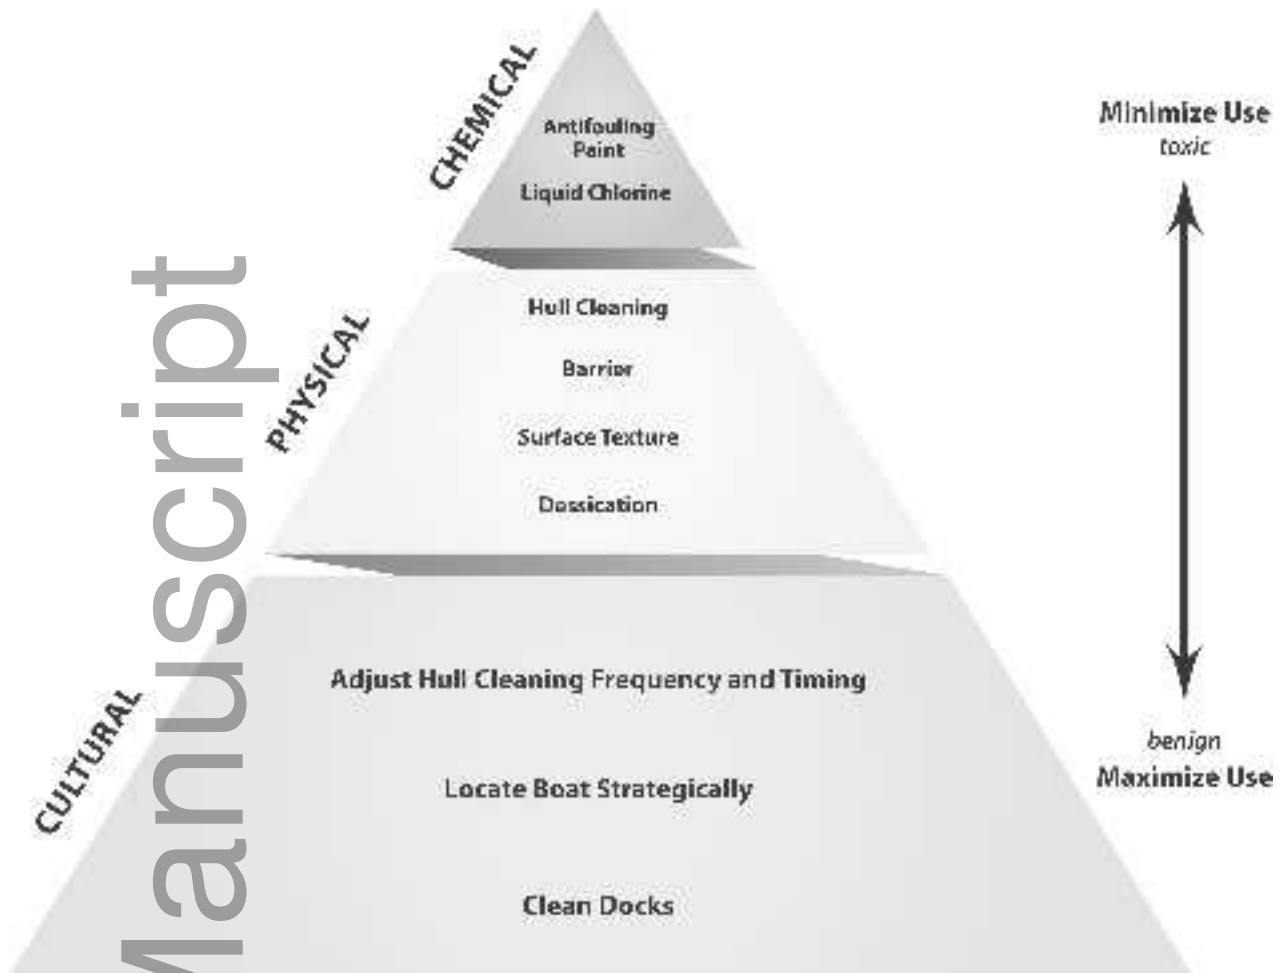 CHEMICAL
Antifouling
Paint
Liquid Chlorine
PHYSICAL
Hull Cleaning
Barrier
Surface Texture
Dessication
CULTURAL
Adjust Hull Cleaning Frequency and Timing
Locate Boat Strategically
Clean Docks
Minimize Use
toxic
benign
Maximize Use
Manuscript